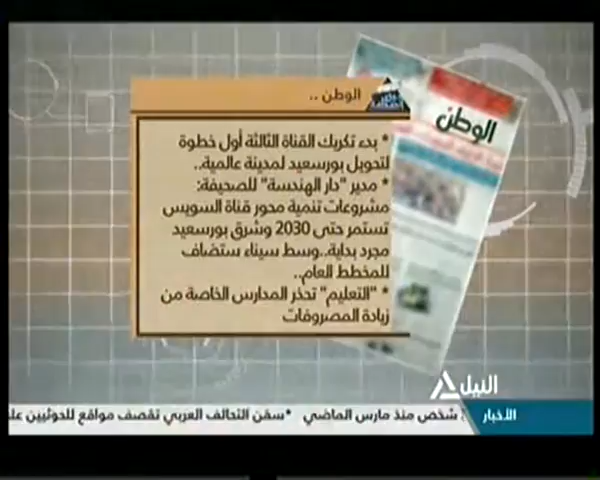 الوطن ..
الوطن
* بدء تكريك القناة الثالثة أول خطوة
لتحويل بورسعيد لمدينة عالمية..
* مدير "دار الهندسة" للصحيفة:
مشروعات تنمية محور قناة السويس
تستمر حتى 2030 وشرق بورسعيد
مجرد بداية..وسط سيناء ستضاف
للمخطط العام..
* "التعليم" تحذر المدارس الخاصة من
زيادة المصروفات
النيل
الأخبار
شخص منذ مارس الماضي *سفن التحالف العربي تقصف مواقع للحوثيين